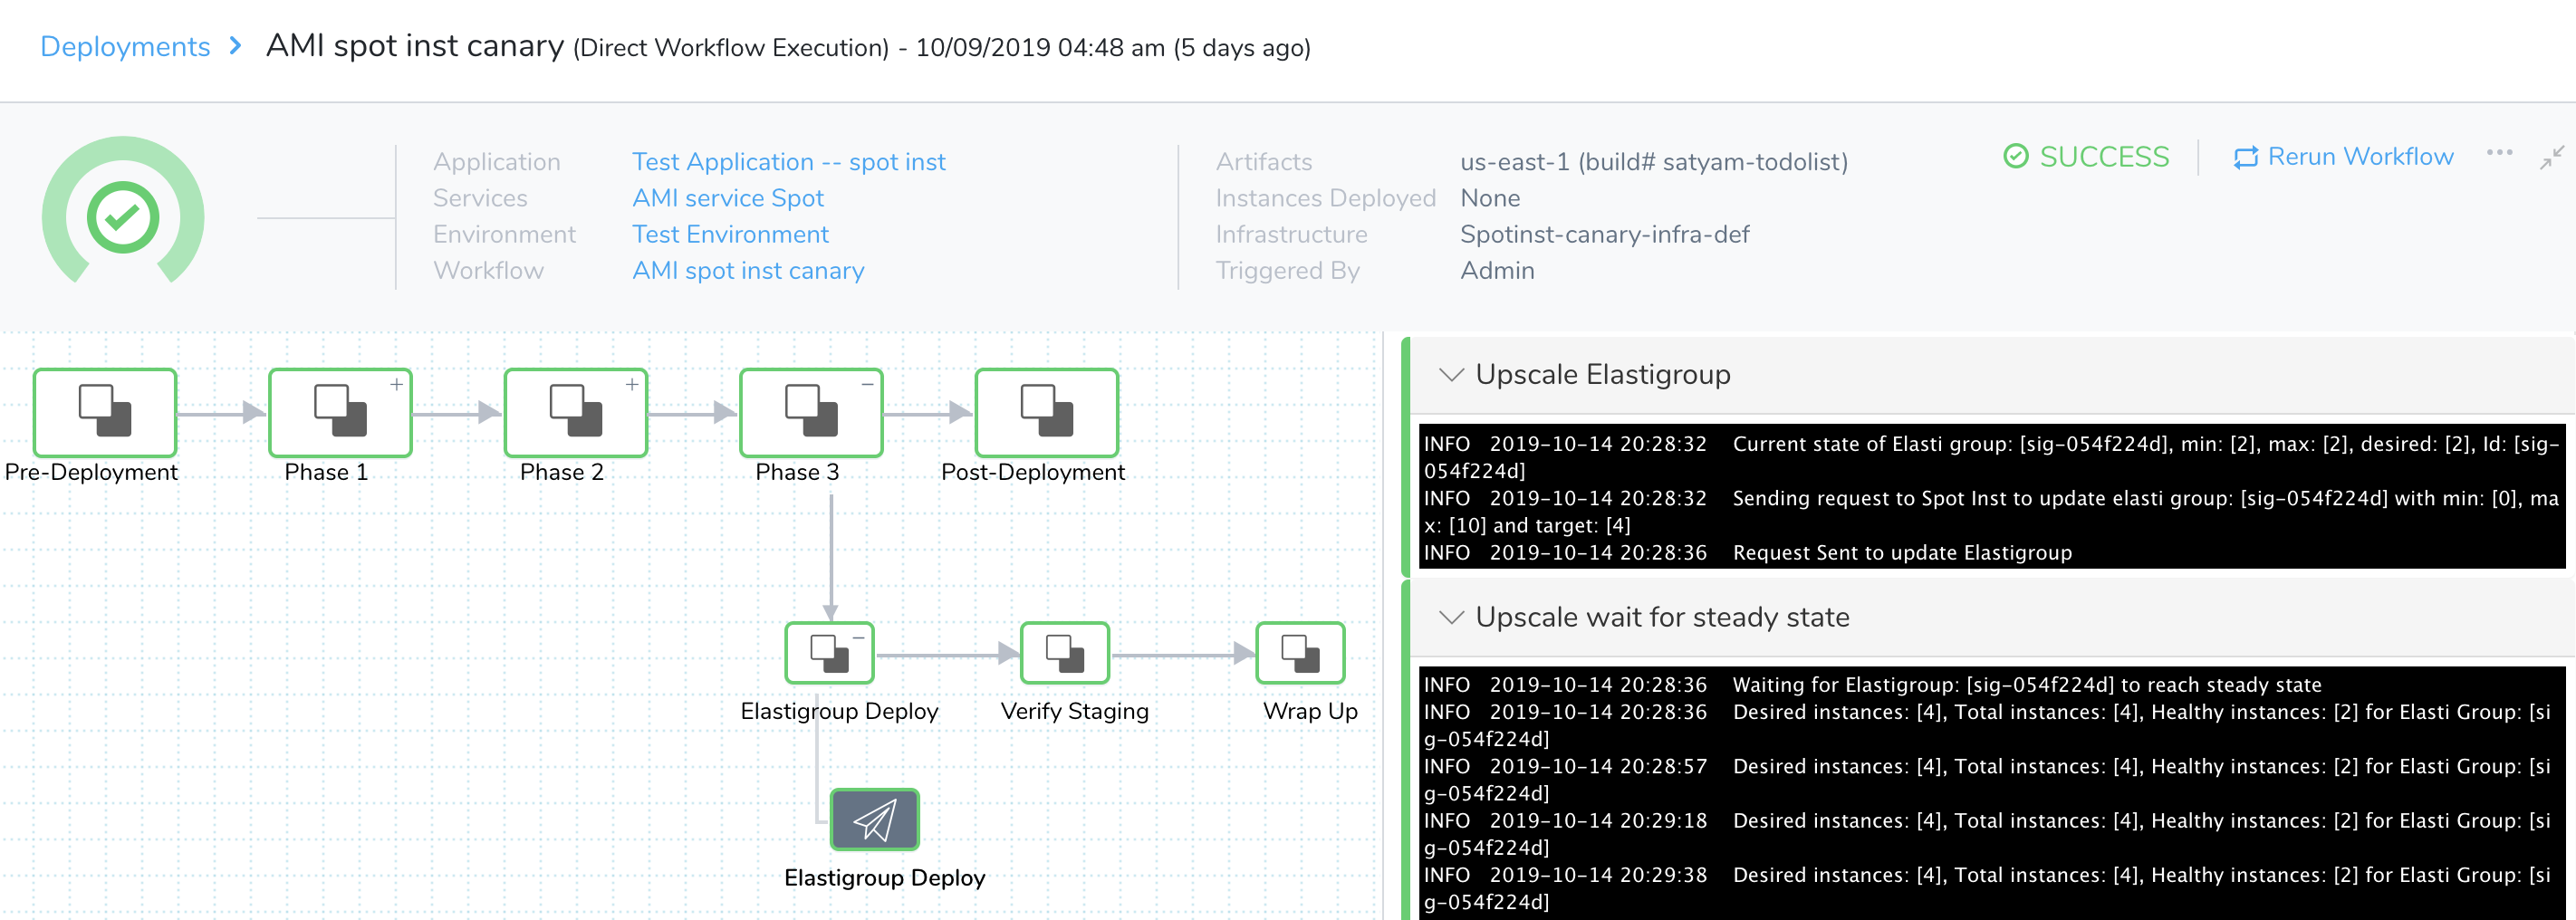 Deployments > AMI spot inst canary (Direct Workflow Execution) - 10/09/2019 04:48 am (5 days ago)
Application Test Application -- spot inst
Services AMI service Spot
Environment Test Environment
Workflow AMI spot inst canary
Artifacts us-east-1 (build# satyam-todolist)
Instances Deployed None
Infrastructure Spotinst-canary-infra-def
Triggered By Admin
SUCCESS
Rerun Workflow
Pre-Deployment
Phase 1
Phase 2
Phase 3
Post-Deployment
Elastigroup Deploy
Verify Staging
Wrap Up
Elastigroup Deploy
Upscale Elastigroup
INFO 2019-10-14 20:28:32 Current state of Elasti group: [sig-054f224d], min: [2], max: [2], desired: [2], Id: [sig-
054f224d]
INFO 2019-10-14 20:28:32 Sending request to Spot Inst to update elasti group: [sig-054f224d] with min: [0], ma
x: [10] and target: [4]
INFO 2019-10-14 20:28:36 Request Sent to update Elastigroup
Upscale wait for steady state
INFO 2019-10-14 20:28:36 Waiting for Elastigroup: [sig-054f224d] to reach steady state
INFO 2019-10-14 20:28:36 Desired instances: [4], Total instances: [4], Healthy instances: [2] for Elasti Group: [si
g-054f224d]
INFO 2019-10-14 20:28:57 Desired instances: [4], Total instances: [4], Healthy instances: [2] for Elasti Group: [si
g-054f224d]
INFO 2019-10-14 20:29:18 Desired instances: [4], Total instances: [4], Healthy instances: [2] for Elasti Group: [si
g-054f224d]
INFO 2019-10-14 20:29:38 Desired instances: [4], Total instances: [4], Healthy instances: [2] for Elasti Group: [si
g-054f224d]